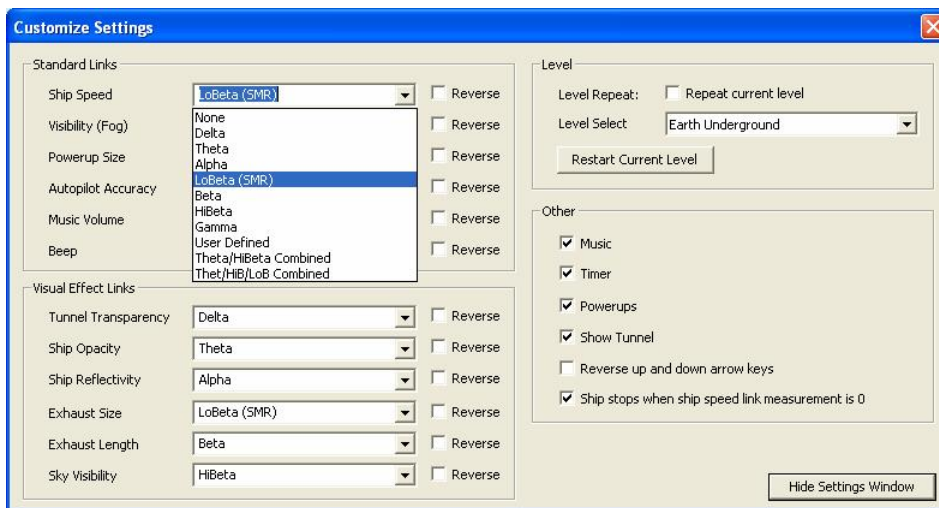 Customize Settings
Standard Links
Ship Speed LoBeta (SMR) Reverse
Visibility (Fog) Reverse
Powerup Size Reverse
Autopilot Accuracy Reverse
Music Volume Reverse
Beep Reverse
None
Delta
Theta
Alpha
LoBeta (SMR)
Beta
HiBeta
Gamma
User Defined
Theta/HiBeta Combined
Thet/HiB/LoB Combined
Visual Effect Links
Tunnel Transparency Delta Reverse
Ship Opacity Theta Reverse
Ship Reflectivity Alpha Reverse
Exhaust Size LoBeta (SMR) Reverse
Exhaust Length Beta Reverse
Sky Visibility HiBeta Reverse
Level
Level Repeat: Repeat current level
Level Select Earth Underground
Restart Current Level
Other
Music
Timer
Powerups
Show Tunnel
Reverse up and down arrow keys
Ship stops when ship speed link measurement is 0
Hide Settings Window